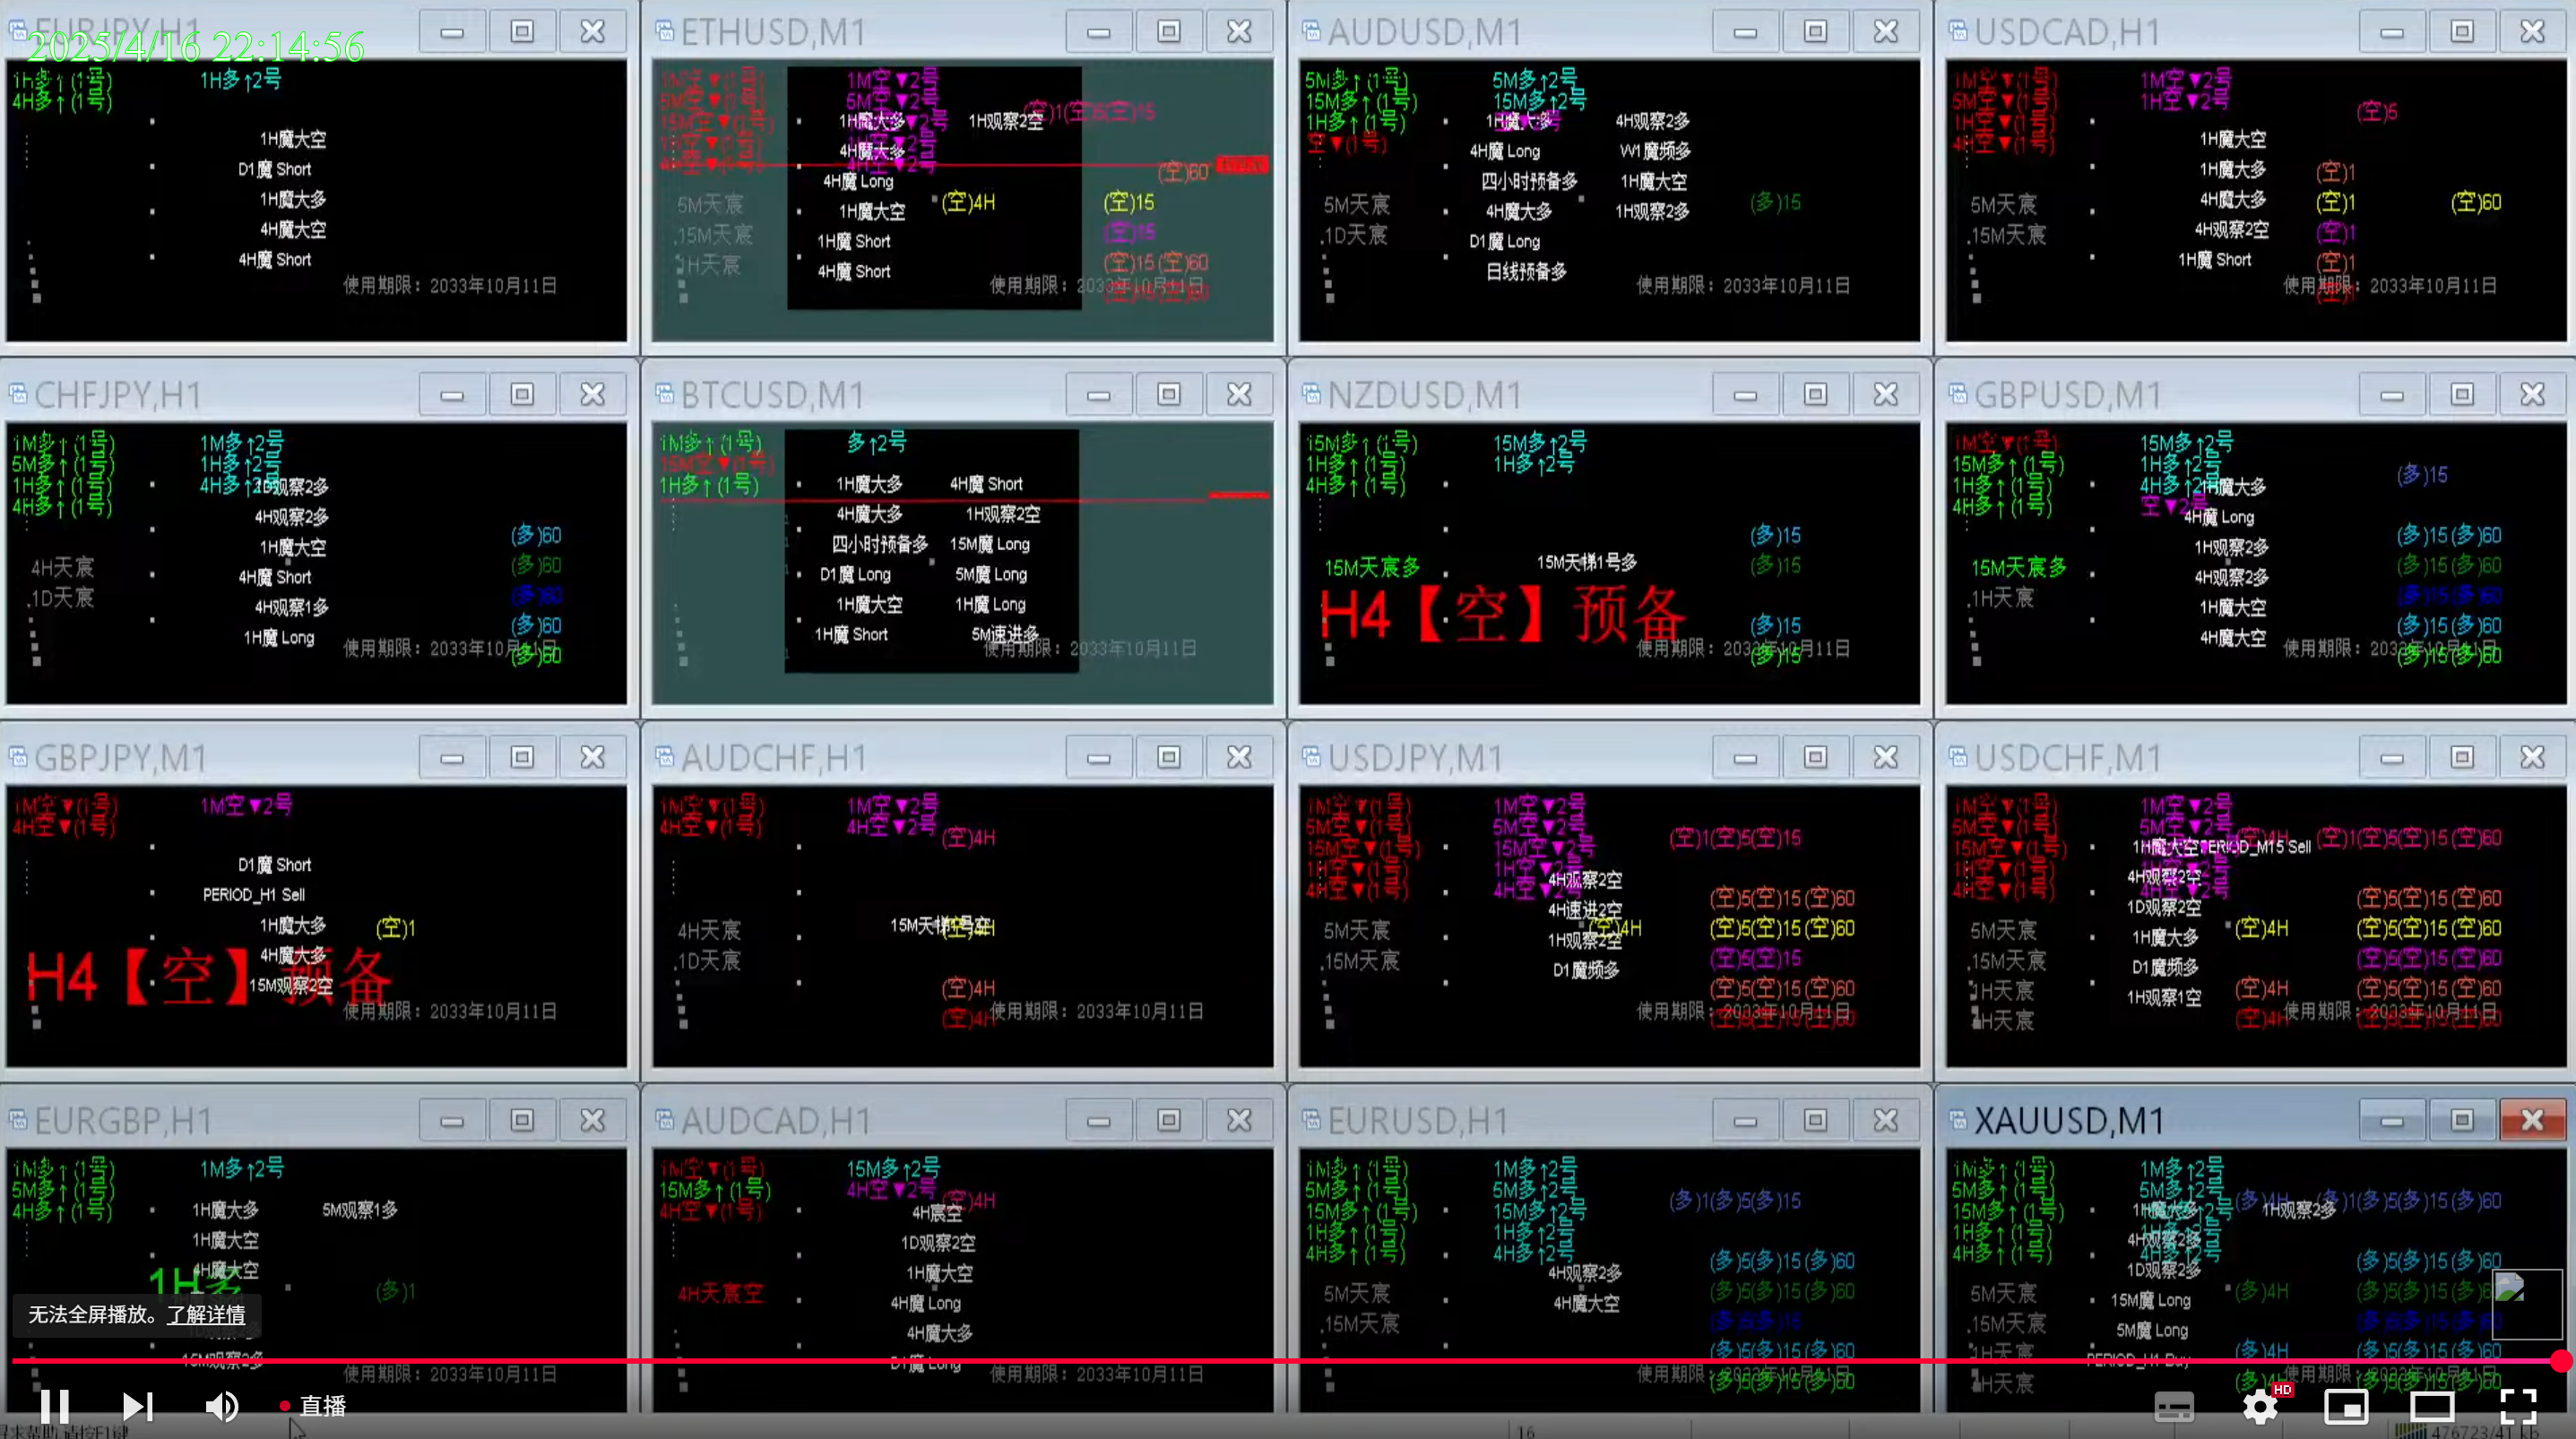 EURJPY,H1
2025/4/16 22:14:56
1H多↑(1号)
4H多↑(1号)
1H多↑2号
1H魔大空
D1魔 Short
1H魔大多
4H魔大空
4H魔 Short
使用期限：2033年10月11日
ETHUSD,M1
1M空▼(1号)
5M空▼(1号)
15M空▼(1号)
4H空▼(1号)
1M空▼2号
5M空▼2号
4H空▼2号
1H魔大多
1H观察2空
4H魔大多
4H魔 Long
1H魔大空
1H魔 Short
4H魔 Short
(空)1(空)5(空)15
(空)60
(空)4H
(空)15
(空)15
(空)15(空)60
5M天宸
.15M天宸
1H天宸
使用期限：2033年10月11日
AUDUSD,M1
5M多↑(1号)
15M多↑(1号)
1H多↑(1号)
空▼(1号)
5M多↑2号
15M多↑2号
1H魔大多
4H观察2多
4H魔 Long
W1魔频多
四小时预备多
1H魔大空
4H魔大多
1H观察2多
D1魔 Long
日线预备多
(多)15
5M天宸
.1D天宸
使用期限：2033年10月11日
USDCAD,H1
1M空▼(1号)
5M空▼(1号)
1H空▼(1号)
4H空▼(1号)
1M空▼2号
1H空▼2号
(空)5
1H魔大空
1H魔大多
4H魔大多
4H观察2空
1H魔 Short
(空)1
(空)1
(空)60
(空)1
(空)1
(空)1
5M天宸
.15M天宸
使用期限：2033年10月11日
CHFJPY,H1
1M多↑(1号)
5M多↑(1号)
1H多↑(1号)
4H多↑(1号)
1M多↑2号
1H多↑2号
4H多↑2号
1D观察2多
4H观察2多
1H魔大空
4H魔 Short
4H观察1多
1H魔 Long
(多)60
(多)60
(多)60
(多)60
(多)60
4H天宸
.1D天宸
使用期限：2033年10月11日
BTCUSD,M1
1M多↑(1号)
15M空▼(1号)
1H多↑(1号)
多↑2号
1H魔大多
4H魔 Short
4H魔大多
1H观察2空
四小时预备多
15M魔 Long
D1魔 Long
5M魔 Long
1H魔大空
1H魔 Long
1H魔 Short
5M速进多
使用期限：2033年10月11日
NZDUSD,M1
15M多↑(1号)
1H多↑(1号)
4H多↑(1号)
15M多↑2号
1H多↑2号
(多)15
15M天宸多
15M天梯1号多
(多)15
H4【空】预备
(多)15
(多)15
使用期限：2033年10月11日
GBPUSD,M1
1M空▼(1号)
15M多↑(1号)
1H多↑(1号)
4H多↑(1号)
15M多↑2号
1H多↑2号
4H多↑2号
空▼2号
1H魔大多
4H魔 Long
1H观察2多
4H观察2多
1H魔大空
4H魔大空
(多)15
(多)15(多)60
(多)15(多)60
(多)15(多)60
(多)15(多)60
(多)15(多)60
15M天宸多
.1H天宸
使用期限：2033年10月11日
GBPJPY,M1
1M空▼(1号)
4H空▼(1号)
1M空▼2号
D1魔 Short
PERIOD_H1 Sell
1H魔大多
(空)1
4H魔大多
H4【空】预备
15M观察2空
使用期限：2033年10月11日
AUDCHF,H1
1M空▼(1号)
4H空▼(1号)
1M空▼2号
4H空▼2号
(空)4H
15M天梯1号空
(空)4H
(空)4H
(空)4H
4H天宸
.1D天宸
使用期限：2033年10月11日
USDJPY,M1
1M空▼(1号)
5M空▼(1号)
15M空▼(1号)
1H空▼(1号)
4H空▼(1号)
1M空▼2号
5M空▼2号
15M空▼2号
1H空▼2号
4H空▼2号
4H观察2空
4H速进2空
1H观察2空
D1魔频多
(空)1(空)5(空)15
(空)5(空)15(空)60
(空)4H
(空)5(空)15(空)60
(空)5(空)15
(空)5(空)15(空)60
(空)5(空)15(空)60
5M天宸
.15M天宸
使用期限：2033年10月11日
USDCHF,M1
1M空▼(1号)
5M空▼(1号)
15M空▼(1号)
1H空▼(1号)
4H空▼(1号)
1M空▼2号
5M空▼2号
1H魔大空
PERIOD_M15 Sell
4H观察2空
1D观察2空
1H魔大多
D1魔频多
1H观察1空
(空)4H
(空)1(空)5(空)15(空)60
(空)5(空)15(空)60
(空)4H
(空)5(空)15(空)60
(空)5(空)15(空)60
(空)4H
(空)5(空)15(空)60
(空)4H
(空)5(空)15(空)60
5M天宸
.15M天宸
1H天宸
4H天宸
使用期限：2033年10月11日
EURGBP,H1
1M多↑(1号)
5M多↑(1号)
4H多↑(1号)
1M多↑2号
1H魔大多
5M观察1多
1H魔大空
4H魔大空
1H多
(多)1
15M观察2多
使用期限：2033年10月11日
AUDCAD,H1
1M空▼(1号)
15M多↑(1号)
4H空▼(1号)
15M多↑2号
4H空▼2号
(空)4H
4H宸空
1D观察2空
1H魔大空
4H魔 Long
4H魔大多
D1魔 Long
4H天宸空
使用期限：2033年10月11日
EURUSD,H1
1M多↑(1号)
5M多↑(1号)
15M多↑(1号)
1H多↑(1号)
4H多↑(1号)
1M多↑2号
5M多↑2号
15M多↑2号
1H多↑2号
4H多↑2号
4H观察2多
4H魔大空
(多)1(多)5(多)15
(多)5(多)15(多)60
(多)5(多)15(多)60
(多)5(多)15
(多)5(多)15(多)60
(多)5(多)15(多)60
5M天宸
.15M天宸
使用期限：2033年10月11日
XAUUSD,M1
1M多↑(1号)
5M多↑(1号)
15M多↑(1号)
1H多↑(1号)
4H多↑(1号)
1M多↑2号
5M多↑2号
1H魔大多
1H观察2多
4H观察2多
1D观察2多
15M魔 Long
5M魔 Long
PERIOD_H1 Buy
(多)4H
(多)1(多)5(多)15(多)60
(多)5(多)15(多)60
(多)4H
(多)5(多)15(多)6
(多)4H
(多)5(多)15(多)60
5M天宸
.15M天宸
1H天宸
4H天宸
使用期限：2033年10月11日
无法全屏播放。了解详情
直播
HD
16
476723/41 kb